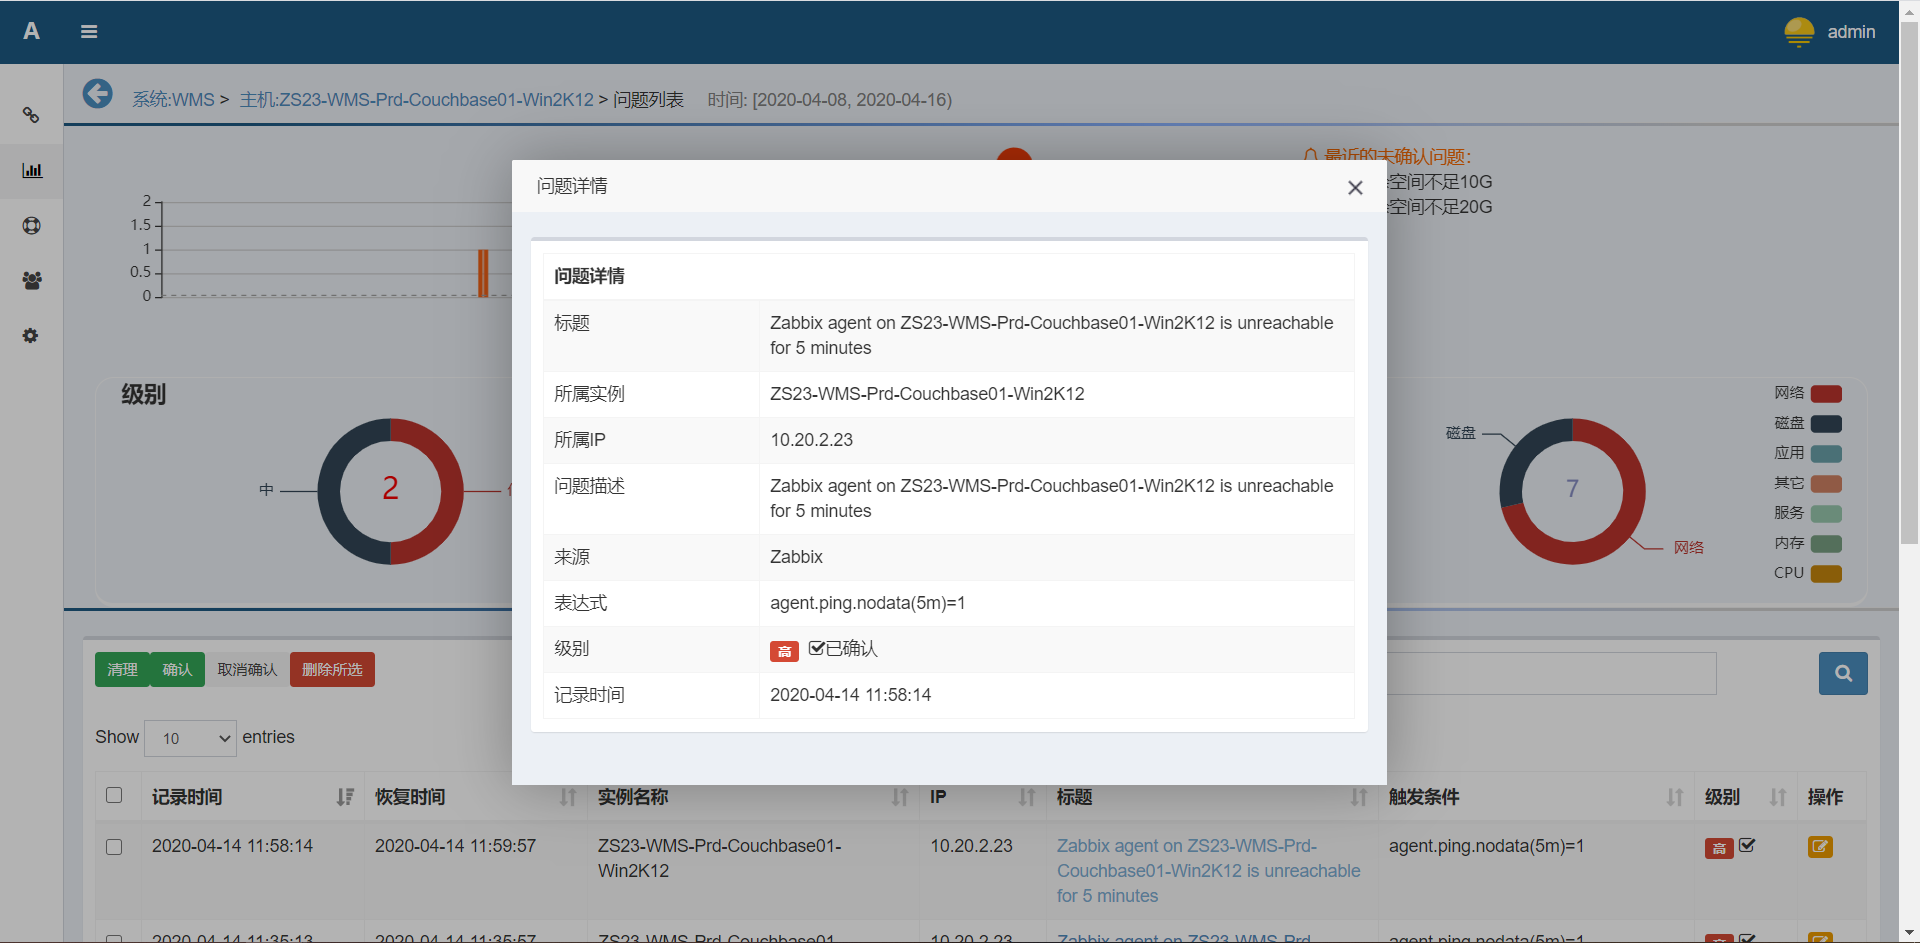 A
admin
系统:WMS > 主机:ZS23-WMS-Prd-Couchbase01-Win2K12 > 问题列表 时间: [2020-04-08, 2020-04-16)
最近的未确认问题:
空间不足10G
空间不足20G
2
1.5
1
0.5
0
级别
中
2
磁盘
7
网络
网络
磁盘
应用
其它
服务
内存
CPU
问题详情
问题详情
标题 Zabbix agent on ZS23-WMS-Prd-Couchbase01-Win2K12 is unreachable
for 5 minutes
所属实例 ZS23-WMS-Prd-Couchbase01-Win2K12
所属IP 10.20.2.23
问题描述 Zabbix agent on ZS23-WMS-Prd-Couchbase01-Win2K12 is unreachable
for 5 minutes
来源 Zabbix
表达式 agent.ping.nodata(5m)=1
级别 高 已确认
记录时间 2020-04-14 11:58:14
清理 确认 取消确认 删除所选
Show 10 entries
记录时间 恢复时间 实例名称 IP 标题 触发条件 级别 操作
2020-04-14 11:58:14 2020-04-14 11:59:57 ZS23-WMS-Prd-Couchbase01- 10.20.2.23 Zabbix agent on ZS23-WMS-Prd- agent.ping.nodata(5m)=1 高
Win2K12 Couchbase01-Win2K12 is unreachable
for 5 minutes
2020-04-14 11:35:13 2020-04-14 11:35:57 ZS23-WMS-Prd-Couchbase01- 10.20.2.23 Zabbix agent on ZS23-WMS-Prd- agent.ping.nodata(5m)=1